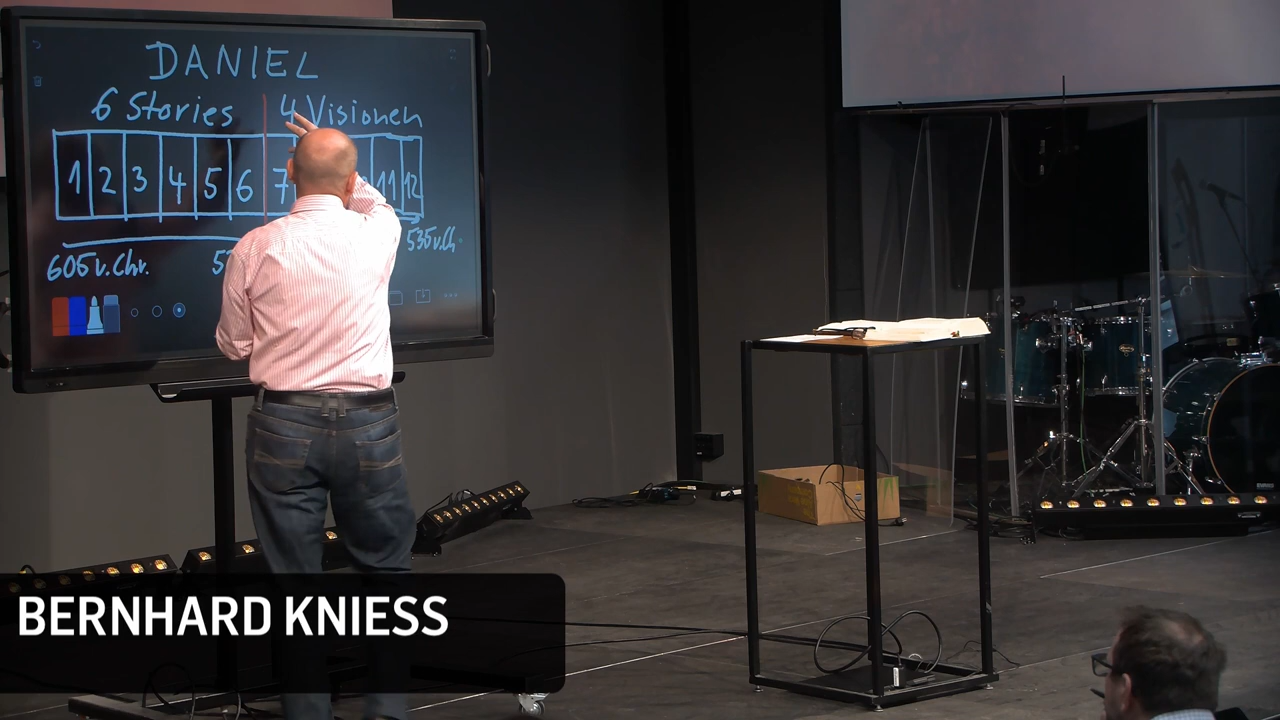 DANIEL
6 Stories 4 Visionen
1 2 3 4 5 6 7 11 12
605 v. Chr. 535 v. Ch
BERNHARD KNIESS